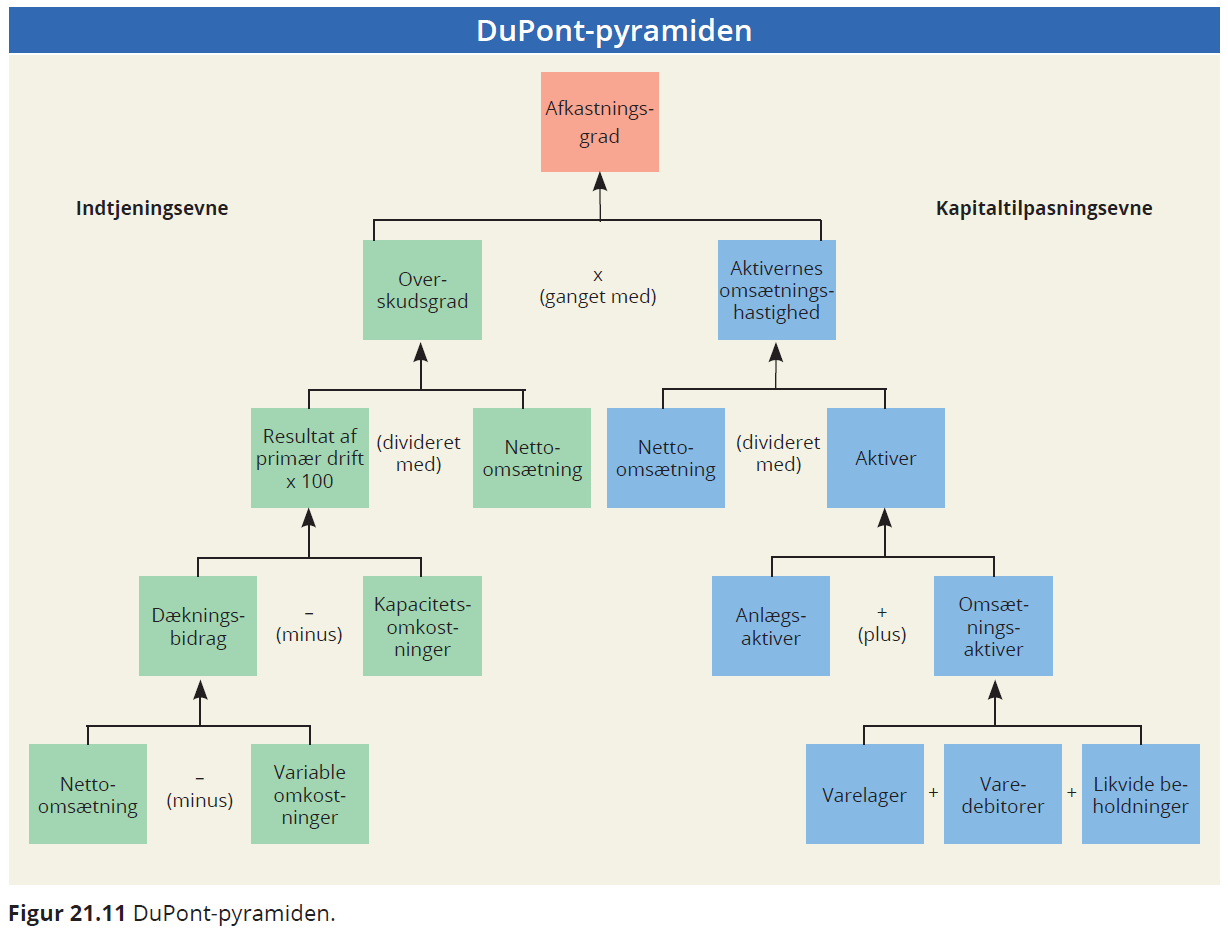 DuPont-pyramiden
Afkastnings-
grad
Indtjeningsevne
Kapitaltilpasningsevne
Over-
skudsgrad
x
(ganget med)
Aktivernes
omsætnings-
hastighed
Resultat af
primær drift
x 100
(divideret
med)
Netto-
omsætning
Netto-
omsætning
(divideret
med)
Aktiver
Dæknings-
bidrag
–
(minus)
Kapacitets-
omkost-
ninger
Anlægs-
aktiver
+
(plus)
Omsæt-
nings-
aktiver
Netto-
omsætning
–
(minus)
Variable
omkost-
ninger
Varelager
+
Vare-
debitorer
+
Likvide be-
holdninger
Figur 21.11 DuPont-pyramiden.